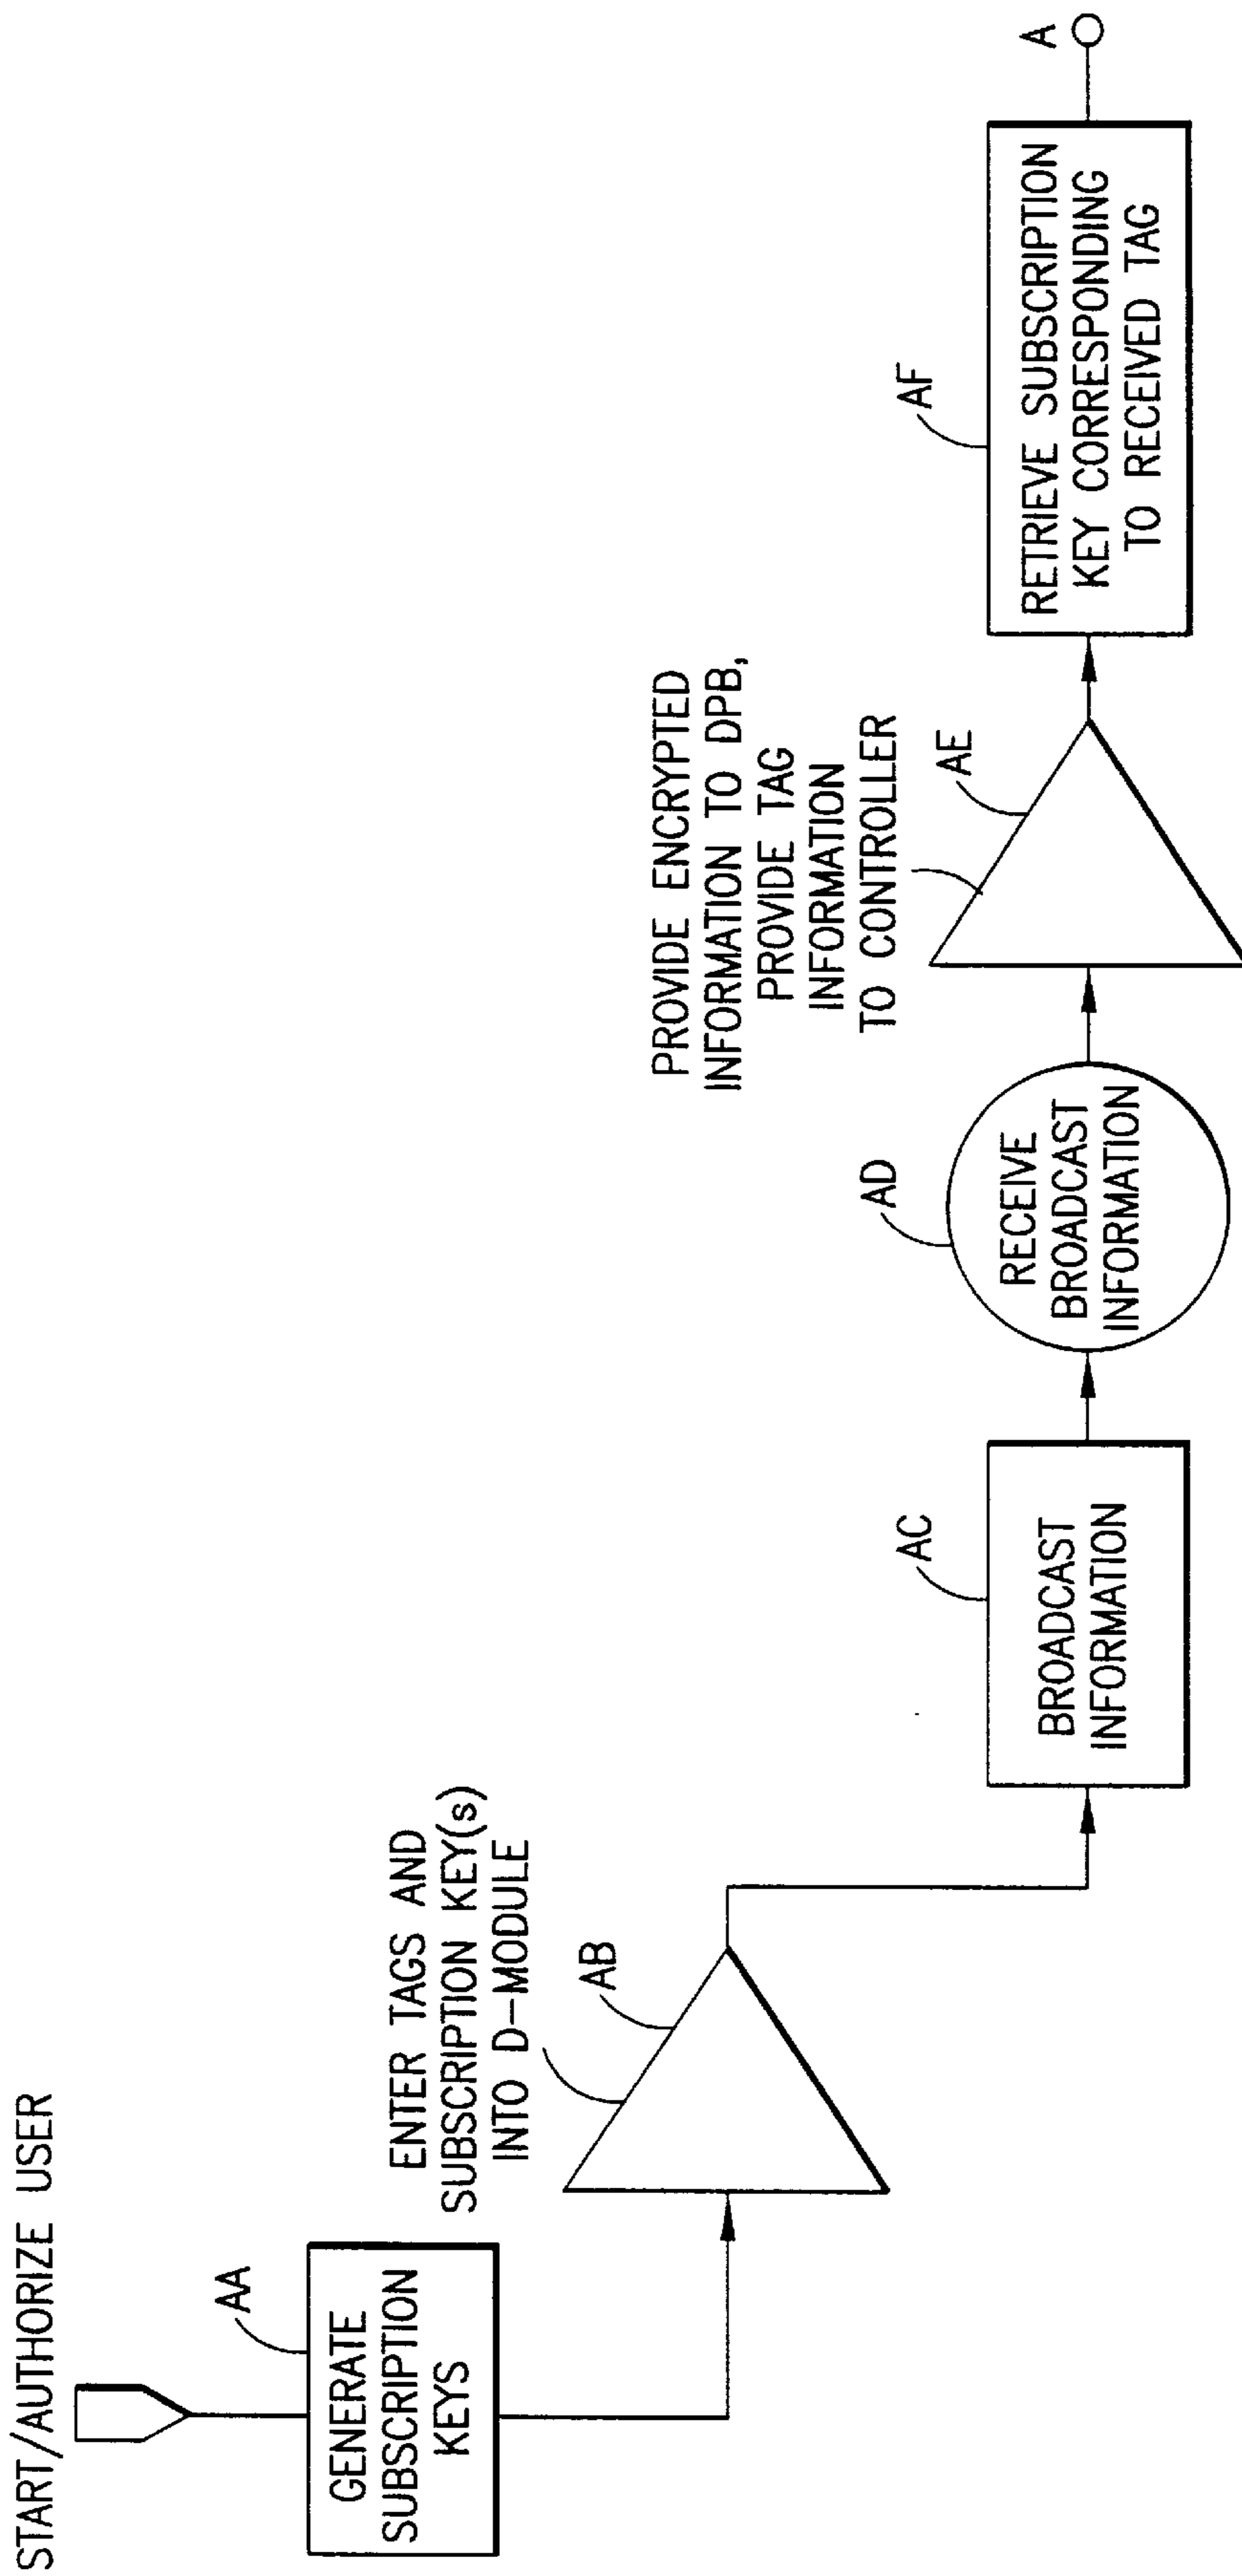 START/AUTHORIZE USER
AA
GENERATE
SUBSCRIPTION
KEYS
ENTER TAGS AND
SUBSCRIPTION KEY(s)
INTO D-MODULE
AB
AC
BROADCAST
INFORMATION
AD
RECEIVE
BROADCAST
INFORMATION
PROVIDE ENCRYPTED
INFORMATION TO DPB,
PROVIDE TAG
INFORMATION
TO CONTROLLER
AE
AF
RETRIEVE SUBSCRIPTION
KEY CORRESPONDING
TO RECEIVED TAG
A